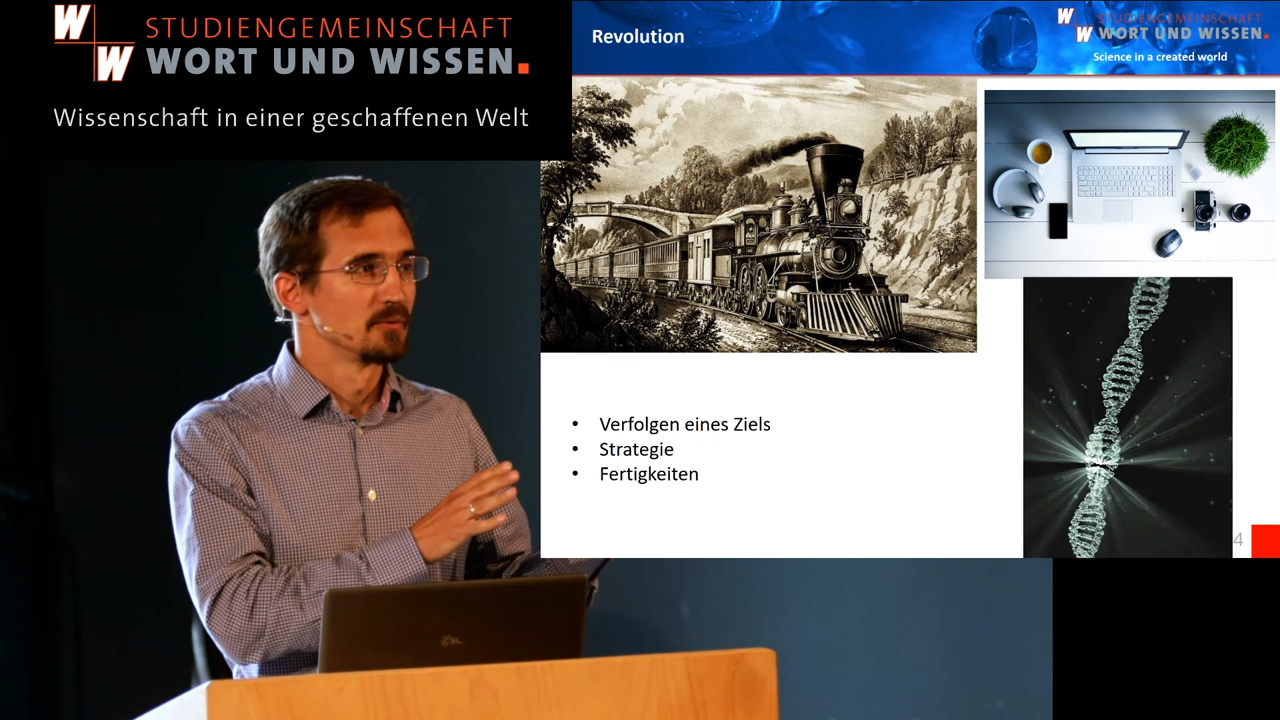 W
W
STUDIENGEMEINSCHAFT
WORT UND WISSEN.
Wissenschaft in einer geschaffenen Welt
Revolution
W
W
STUDIENGEMEINSCHAFT
WORT UND WISSEN.
Science in a created world
• Verfolgen eines Ziels
• Strategie
• Fertigkeiten
4